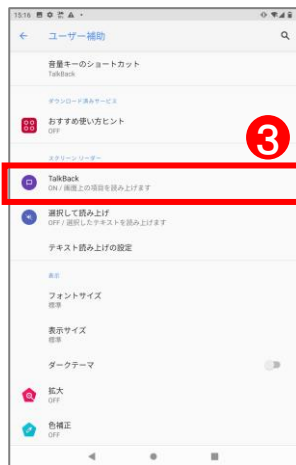 15:16
ユーザー補助
音量キーのショートカット
TalkBack
ダウンロード済みサービス
おすすめ使い方ヒント
OFF
スクリーン リーダー
3
TalkBack
ON / 画面上の項目を読み上げます
選択して読み上げ
OFF / 選択したテキストを読み上げます
テキスト読み上げの設定
表示
フォントサイズ
標準
表示サイズ
標準
ダークテーマ
拡大
OFF
色補正
OFF